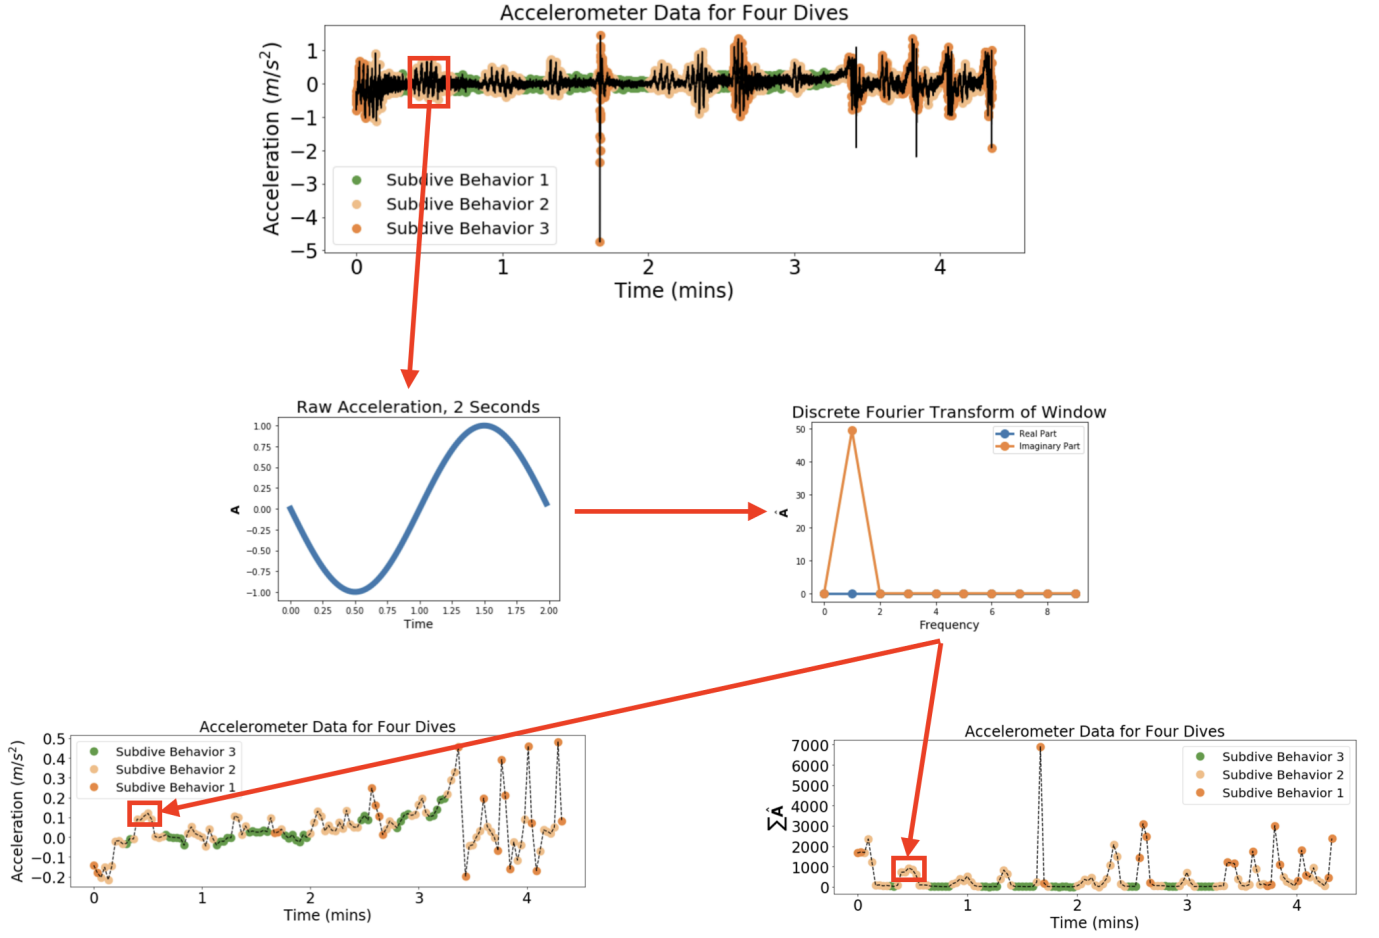 Accelerometer Data for Four Dives
Acceleration (m/s²)
1
0
−1
−2
−3
−4
−5
Subdive Behavior 1
Subdive Behavior 2
Subdive Behavior 3
0 1 2 3 4
Time (mins)
Raw Acceleration, 2 Seconds
A
1.00
0.75
0.50
0.25
0.00
−0.25
−0.50
−0.75
−1.00
0.00 0.25 0.50 0.75 1.00 1.25 1.50 1.75 2.00
Time
Discrete Fourier Transform of Window
Â
50
40
30
20
10
0
Real Part
Imaginary Part
0 2 4 6 8
Frequency
Accelerometer Data for Four Dives
Acceleration (m/s²)
0.5
0.4
0.3
0.2
0.1
0.0
−0.1
−0.2
Subdive Behavior 3
Subdive Behavior 2
Subdive Behavior 1
0 1 2 3 4
Time (mins)
Accelerometer Data for Four Dives
∑Â
7000
6000
5000
4000
3000
2000
1000
0
Subdive Behavior 3
Subdive Behavior 2
Subdive Behavior 1
0 1 2 3 4
Time (mins)